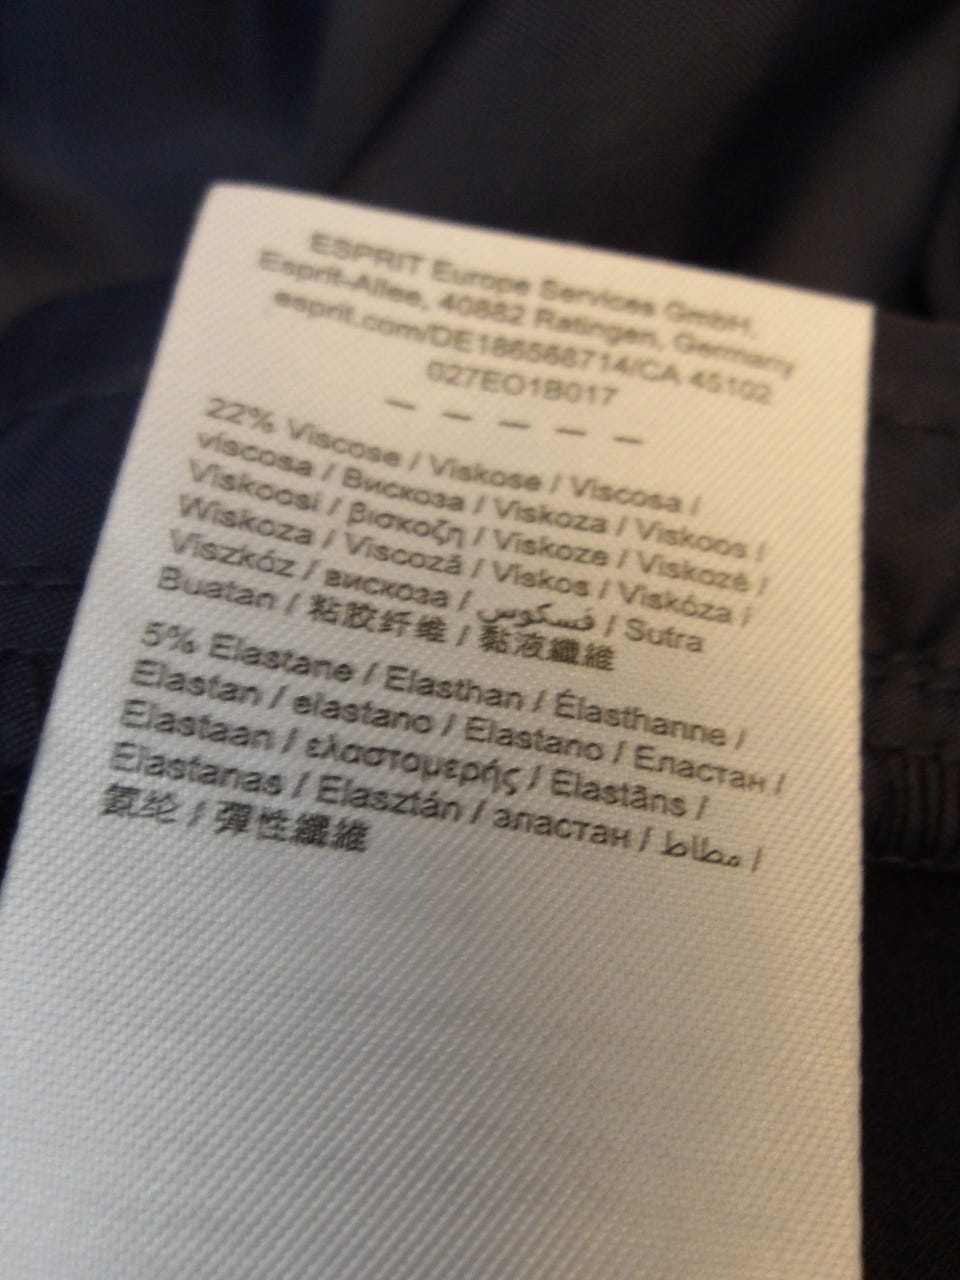 ESPRIT Europe Services GmbH,
Esprit-Allee, 40882 Ratingen, Germany
esprit.com/DE186568714/CA 45102
027EO1B017
— — — — —
22% Viscose / Viskose / Viscosa /
viscosa / Вискоза / Viskoza / Viskoos /
Viskoosi / βισκοζη / Viskoze / Viskozė /
Wiskoza / Viscoză / Viskos / Viskóza /
Viszkóz / вискоза / فسكوس / Sutra
Buatan / 粘胶纤维 / 黏液纖維
5% Elastane / Elasthan / Élasthanne /
Elastan / elastano / Elastano / Еластан /
Elastaan / ελαστομερής / Elastāns /
Elastanas / Elasztán / эластан / مطاط /
氨纶 / 彈性纖維